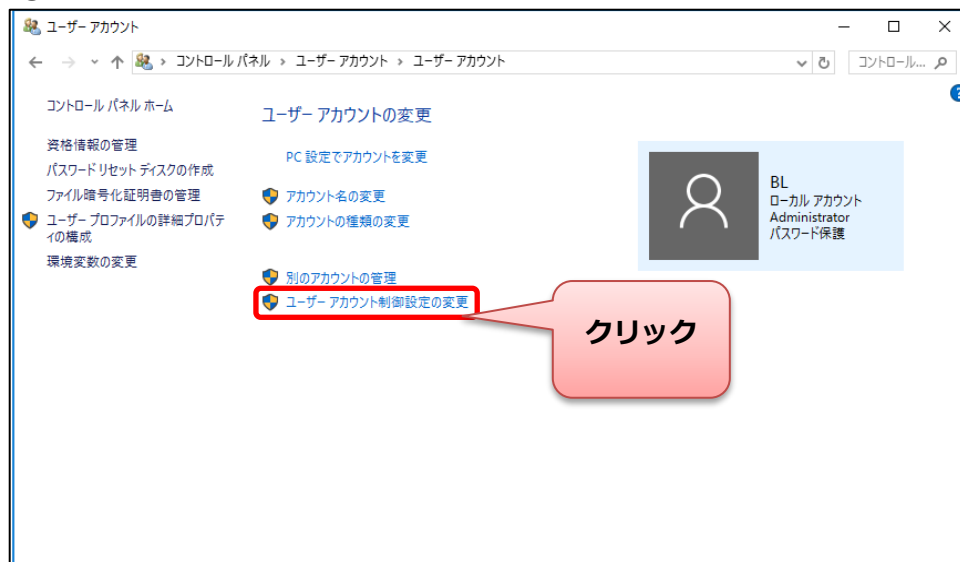 ユーザー アカウント
コントロール パネル › ユーザー アカウント › ユーザー アカウント
コントロール...
コントロール パネル ホーム
資格情報の管理
パスワード リセット ディスクの作成
ファイル暗号化証明書の管理
ユーザー プロファイルの詳細プロパテ
ィの構成
環境変数の変更
ユーザー アカウントの変更
PC 設定でアカウントを変更
アカウント名の変更
アカウントの種類の変更
別のアカウントの管理
ユーザー アカウント制御設定の変更
BL
ローカル アカウント
Administrator
パスワード保護
クリック